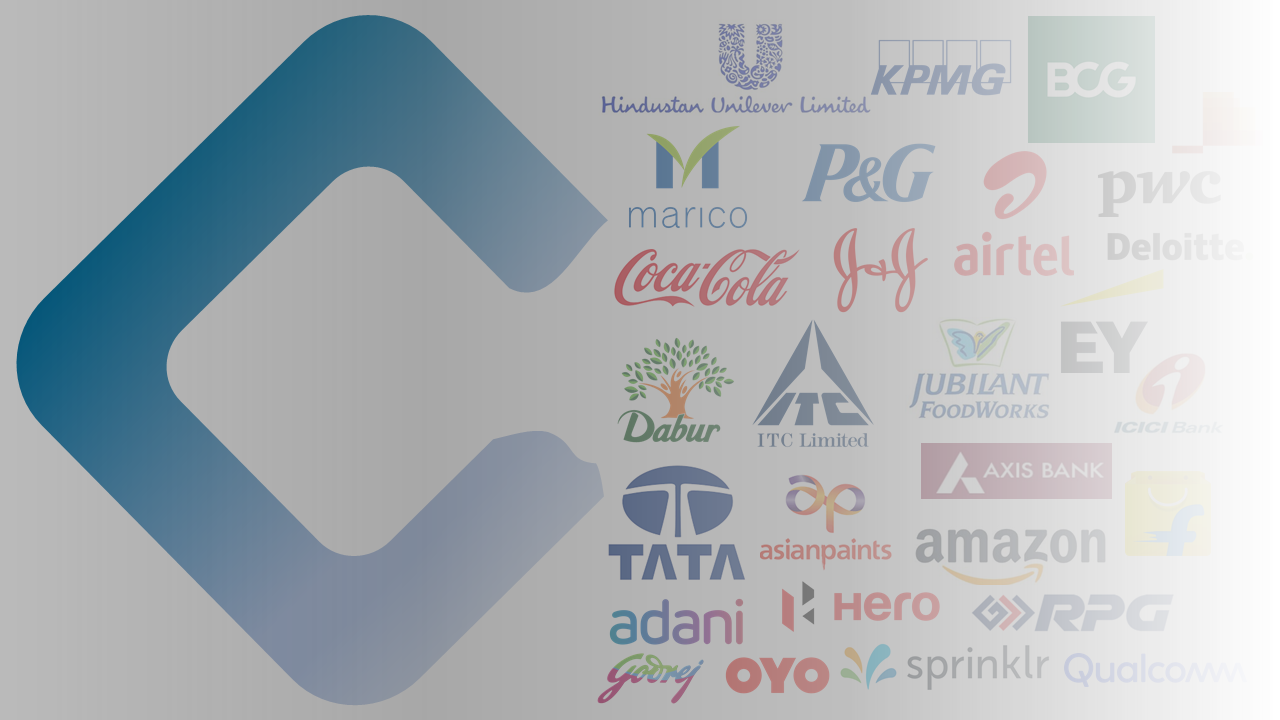 Hindustan Unilever Limited
KPMG
BCG
marico
P&G
airtel
pwc
Coca-Cola
J&J
Deloitte.
Dabur
ITC
ITC Limited
JUBILANT
FOODWORKS
EY
ICICI Bank
TATA
asianpaints
AXIS BANK
amazon
adani
Hero
RPG
Godrej
OYO
sprinklr
Qualcomm